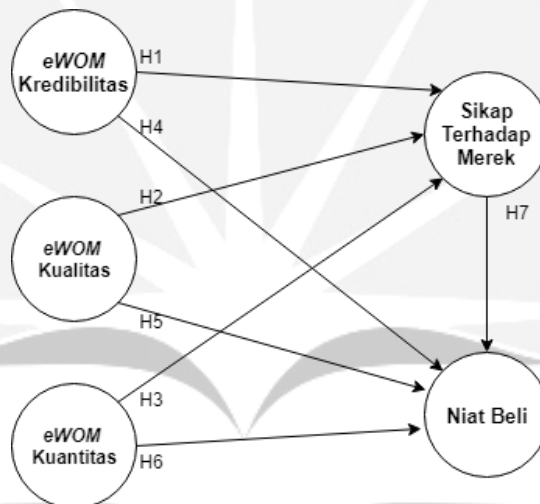 eWOM
Kredibilitas
H1
H4
Sikap
Terhadap
Merek
H2
eWOM
Kualitas
H7
H5
H3
eWOM
Kuantitas
H6
Niat Beli